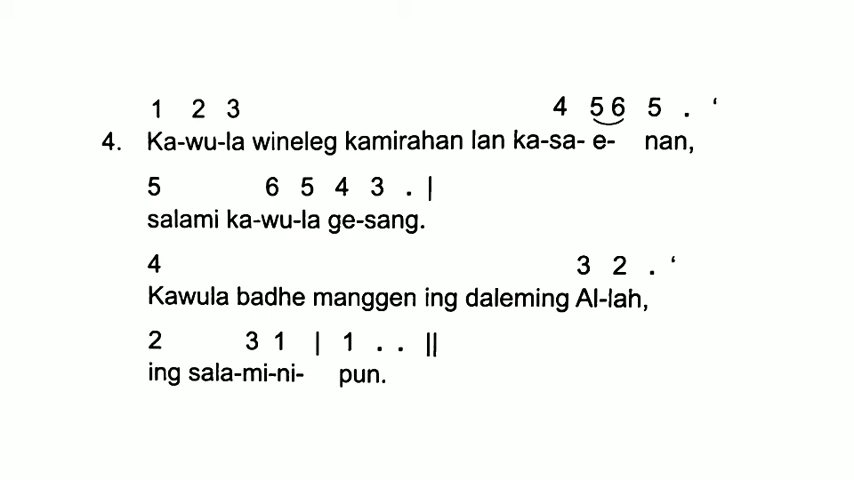 1 2 3 4 56 5 . ‘
4. Ka-wu-la wineleg kamirahan lan ka-sa- e- nan,
5 6 5 4 3 . |
salami ka-wu-la ge-sang.
4 3 2 . ‘
Kawula badhe manggen ing daleming Al-lah,
2 3 1 | 1 . . ||
ing sala-mi-ni- pun.